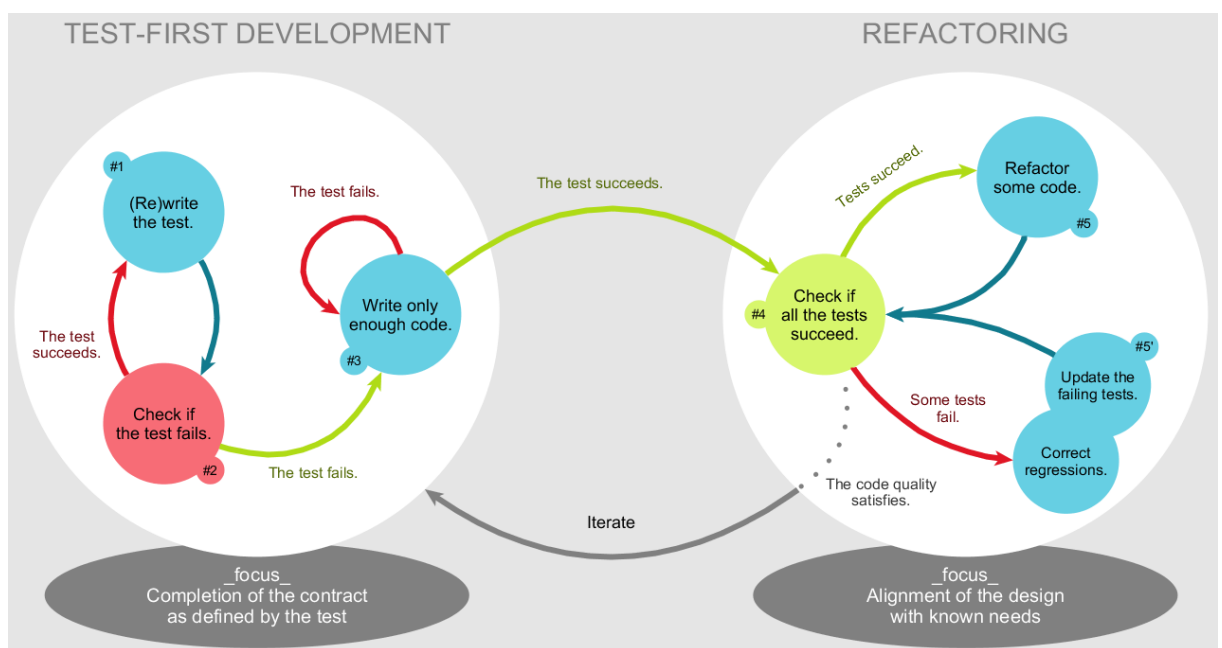 TEST-FIRST DEVELOPMENT
REFACTORING
#1
(Re)write
the test.
The test
succeeds.
Check if
the test fails.
#2
The test fails.
The test fails.
Write only
enough code.
#3
The test succeeds.
#4
Check if
all the tests
succeed.
Tests succeed.
Refactor
some code.
#5
#5'
Update the
failing tests.
Some tests
fail.
Correct
regressions.
The code quality
satisfies.
Iterate
_focus_
Completion of the contract
as defined by the test
_focus_
Alignment of the design
with known needs